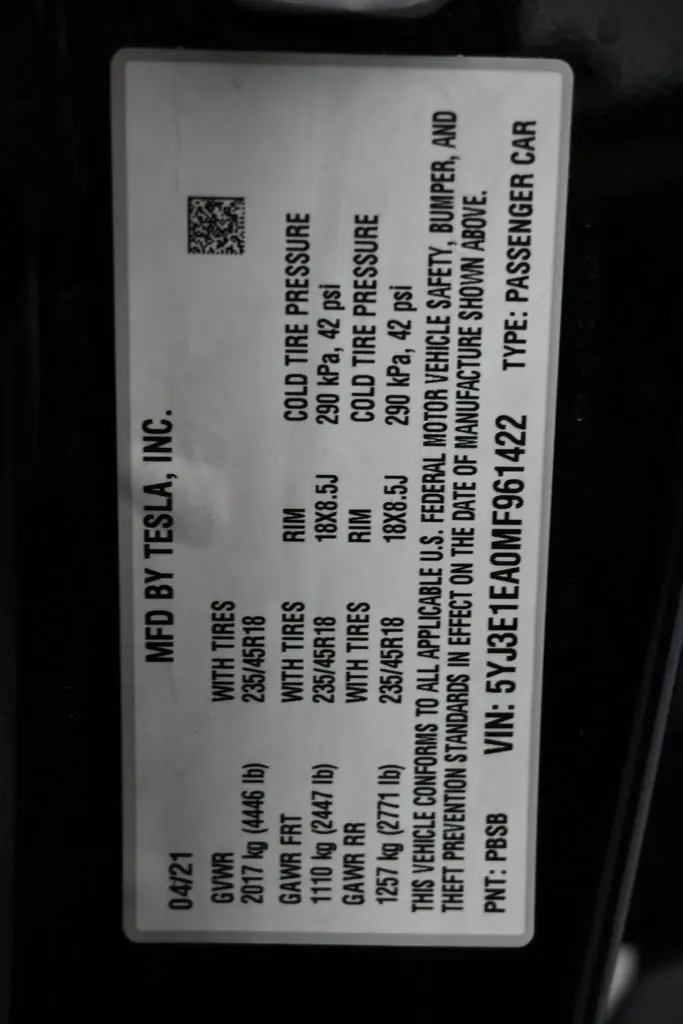 MFD BY TESLA, INC.
04/21
GVWR WITH TIRES
2017 kg (4446 lb) 235/45R18
GAWR FRT WITH TIRES RIM COLD TIRE PRESSURE
1110 kg (2447 lb) 235/45R18 18X8.5J 290 kPa, 42 psi
GAWR RR WITH TIRES RIM COLD TIRE PRESSURE
1257 kg (2771 lb) 235/45R18 18X8.5J 290 kPa, 42 psi
THIS VEHICLE CONFORMS TO ALL APPLICABLE U.S. FEDERAL MOTOR VEHICLE SAFETY, BUMPER, AND
THEFT PREVENTION STANDARDS IN EFFECT ON THE DATE OF MANUFACTURE SHOWN ABOVE.
PNT: PBSB VIN: 5YJ3E1EA0MF961422 TYPE: PASSENGER CAR